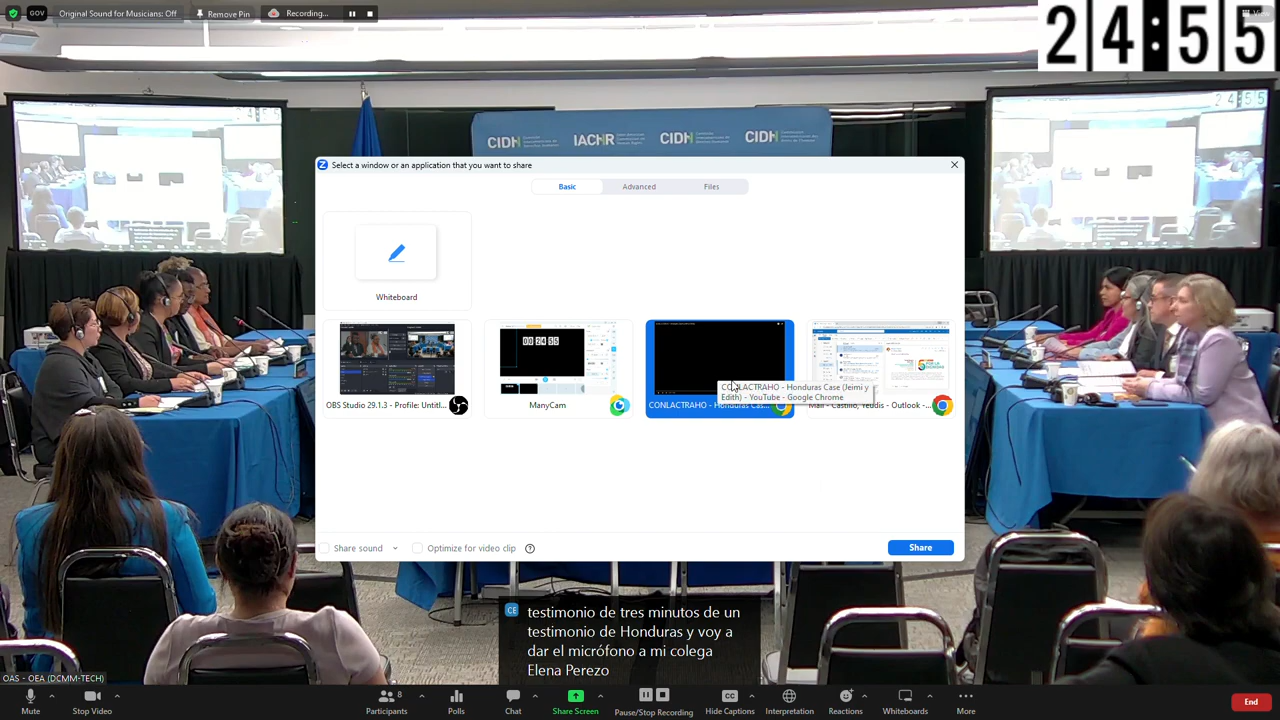 GOV
Original Sound for Musicians: Off
Remove Pin
Recording...
View
24:55
CIDH
IACHR
CIDH
CIDH
Select a window or an application that you want to share
Basic
Advanced
Files
Whiteboard
OBS Studio 29.1.3 - Profile: Untitl...
ManyCam
CONLACTRAHO - Honduras Cas...
Mail - Castillo, Yeudis - Outlook -...
CONLACTRAHO - Honduras Case (Jeimi y
Edith) - YouTube - Google Chrome
Share sound
Optimize for video clip
Share
CE
testimonio de tres minutos de un
testimonio de Honduras y voy a
dar el micrófono a mi colega
Elena Perezo
OAS - OEA (DCMM-TECH)
Mute
Stop Video
Participants
8
Polls
Chat
Share Screen
Pause/Stop Recording
Hide Captions
Interpretation
Reactions
Whiteboards
More
End